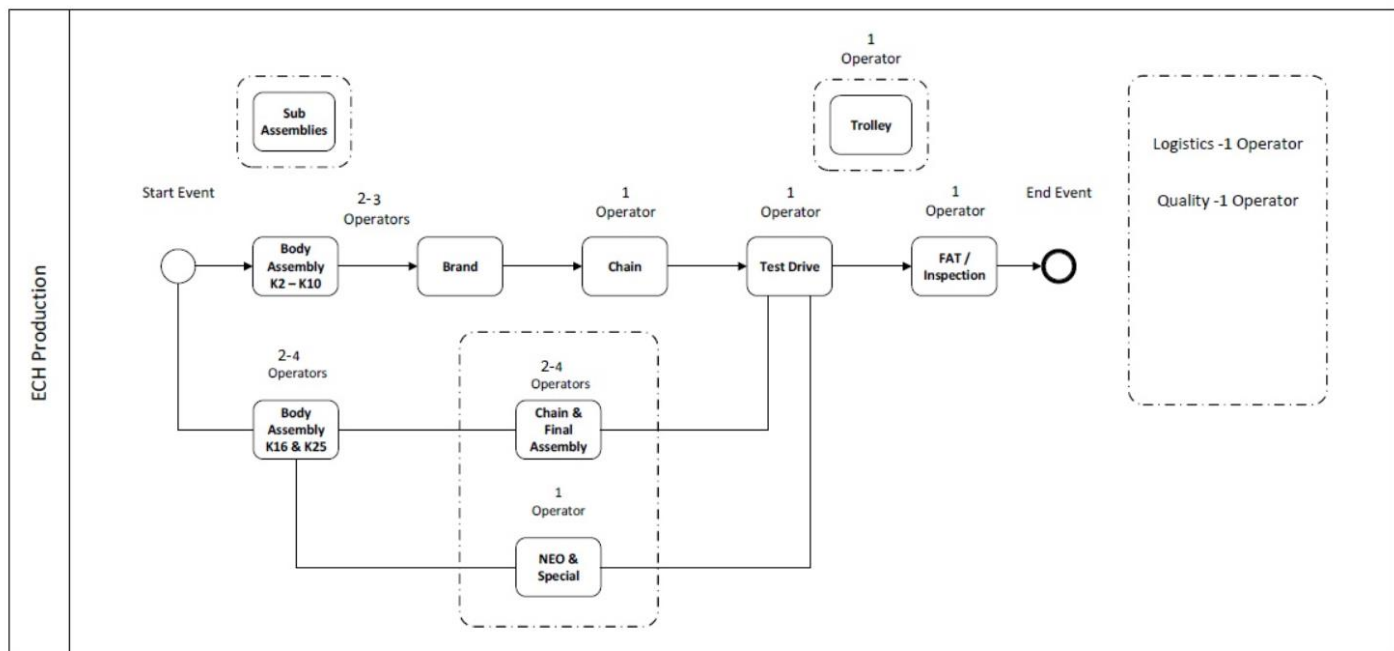 ECH Production
1
Operator
Sub
Assemblies
Trolley
Logistics -1 Operator
Quality -1 Operator
Start Event
2-3
Operators
1
Operator
1
Operator
1
Operator
End Event
Body
Assembly
K2 – K10
Brand
Chain
Test Drive
FAT /
Inspection
2-4
Operators
2-4
Operators
Body
Assembly
K16 & K25
Chain &
Final
Assembly
1
Operator
NEO &
Special